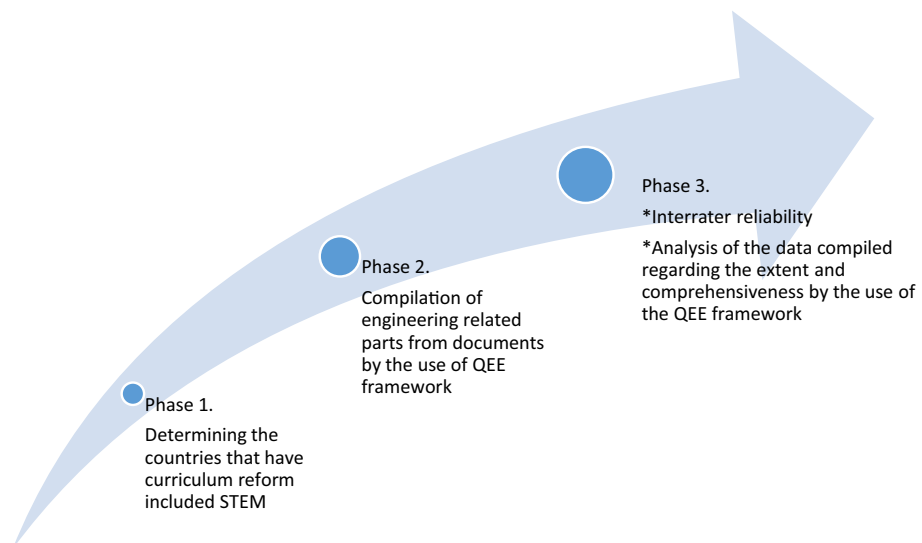 Phase 3.
*Interrater reliability
*Analysis of the data compiled
regarding the extent and
comprehensiveness by the use of
the QEE framework
Phase 2.
Compilation of
engineering related
parts from documents
by the use of QEE
framework
Phase 1.
Determining the
countries that have
curriculum reform
included STEM